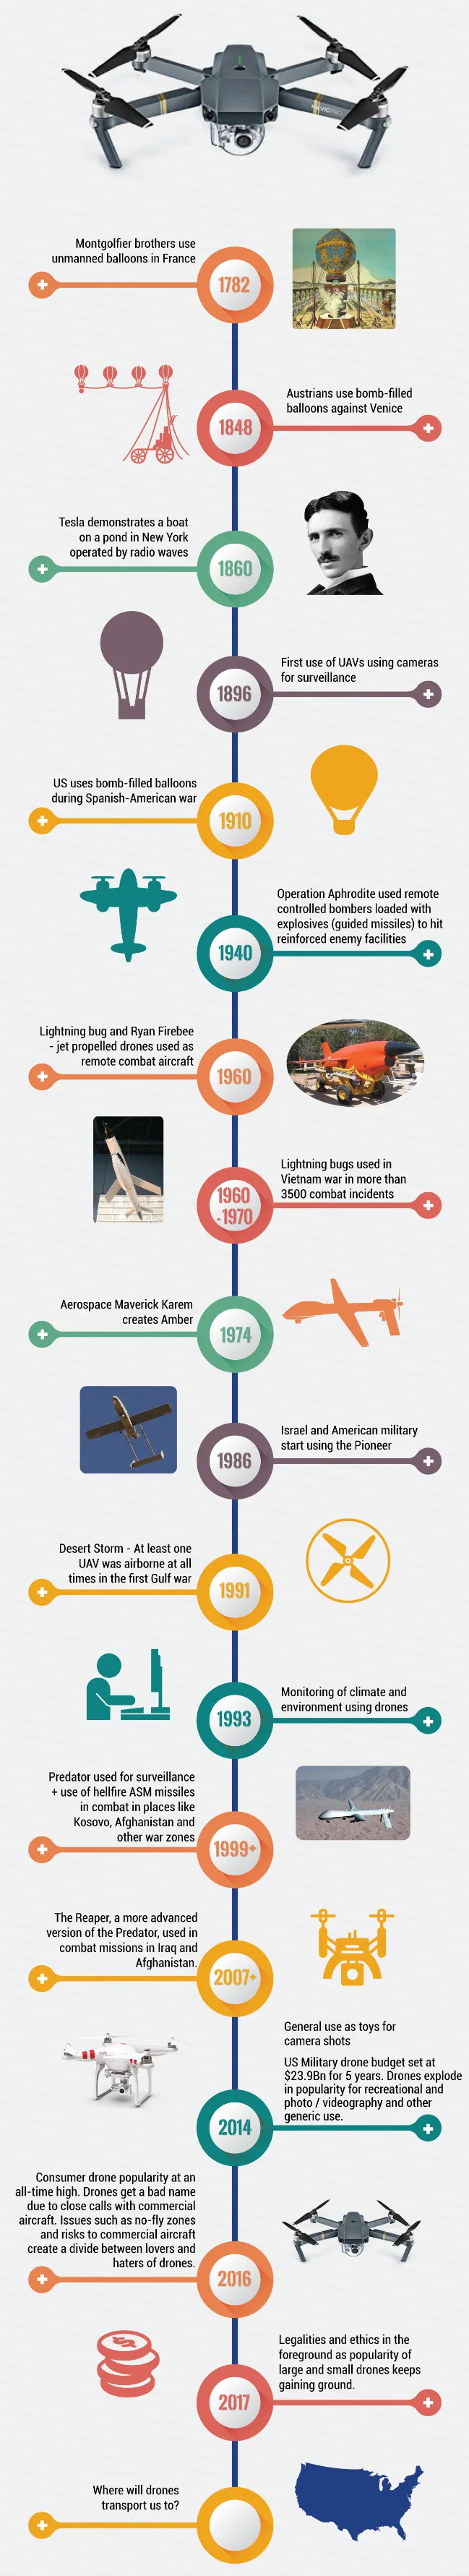 MAVIC PRO
Montgolfier brothers use
unmanned balloons in France
1782
Austrians use bomb-filled
balloons against Venice
1848
Tesla demonstrates a boat
on a pond in New York
operated by radio waves
1860
First use of UAVs using cameras
for surveillance
1896
US uses bomb-filled balloons
during Spanish-American war
1910
Operation Aphrodite used remote
controlled bombers loaded with
explosives (guided missiles) to hit
reinforced enemy facilities
1940
Lightning bug and Ryan Firebee
- jet propelled drones used as
remote combat aircraft
1960
Lightning bugs used in
Vietnam war in more than
3500 combat incidents
1960
-1970
Aerospace Maverick Karem
creates Amber
1974
Israel and American military
start using the Pioneer
1986
Desert Storm - At least one
UAV was airborne at all
times in the first Gulf war
1991
Monitoring of climate and
environment using drones
1993
Predator used for surveillance
+ use of hellfire ASM missiles
in combat in places like
Kosovo, Afghanistan and
other war zones
1999+
The Reaper, a more advanced
version of the Predator, used in
combat missions in Iraq and
Afghanistan.
2007+
General use as toys for
camera shots
US Military drone budget set at
$23.9Bn for 5 years. Drones explode
in popularity for recreational and
photo / videography and other
generic use.
2014
Consumer drone popularity at an
all-time high. Drones get a bad name
due to close calls with commercial
aircraft. Issues such as no-fly zones
and risks to commercial aircraft
create a divide between lovers and
haters of drones.
2016
Legalities and ethics in the
foreground as popularity of
large and small drones keeps
gaining ground.
2017
Where will drones
transport us to?